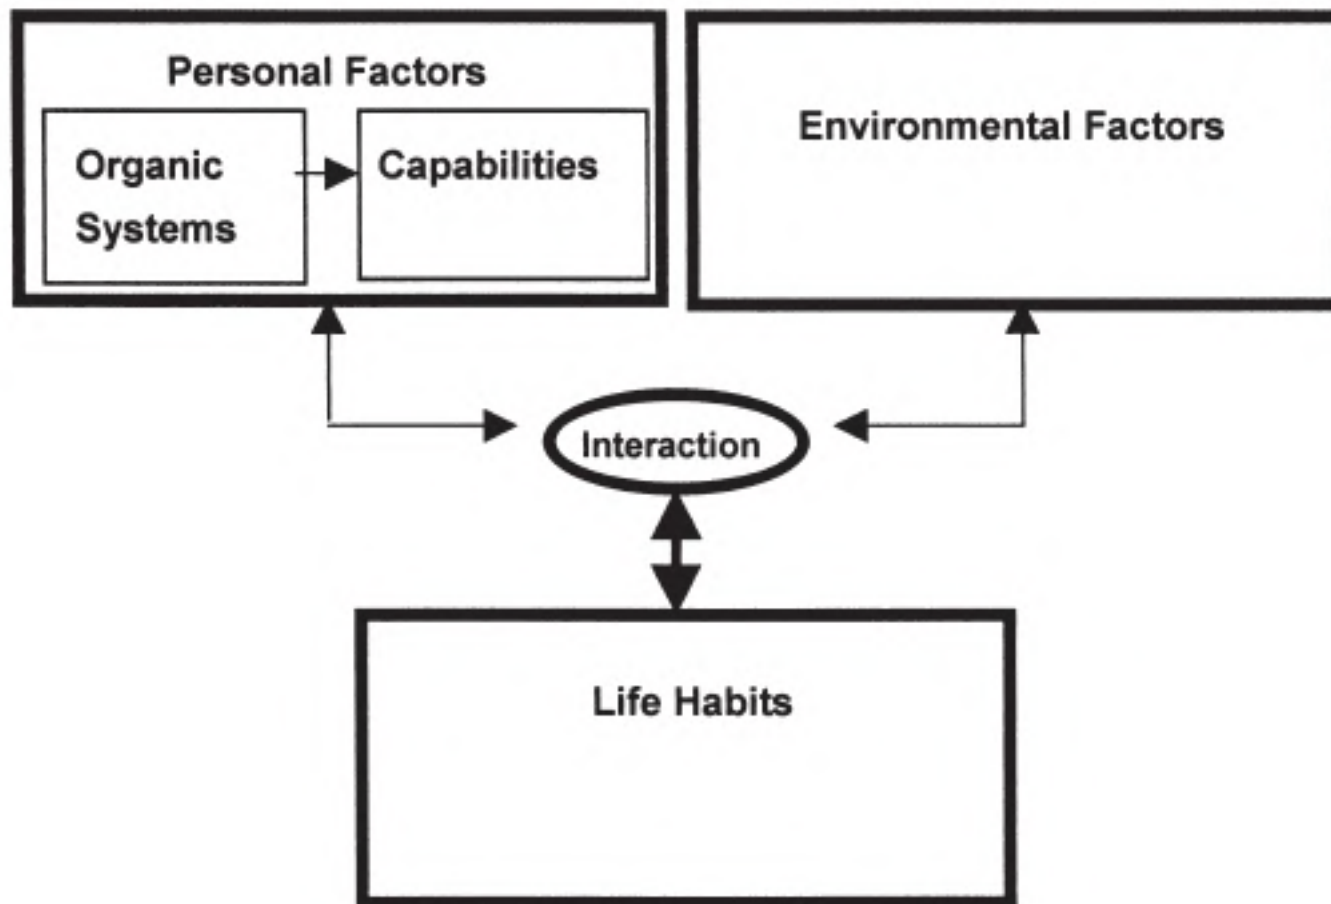 Personal Factors
Organic
Systems
Capabilities
Environmental Factors
Interaction
Life Habits